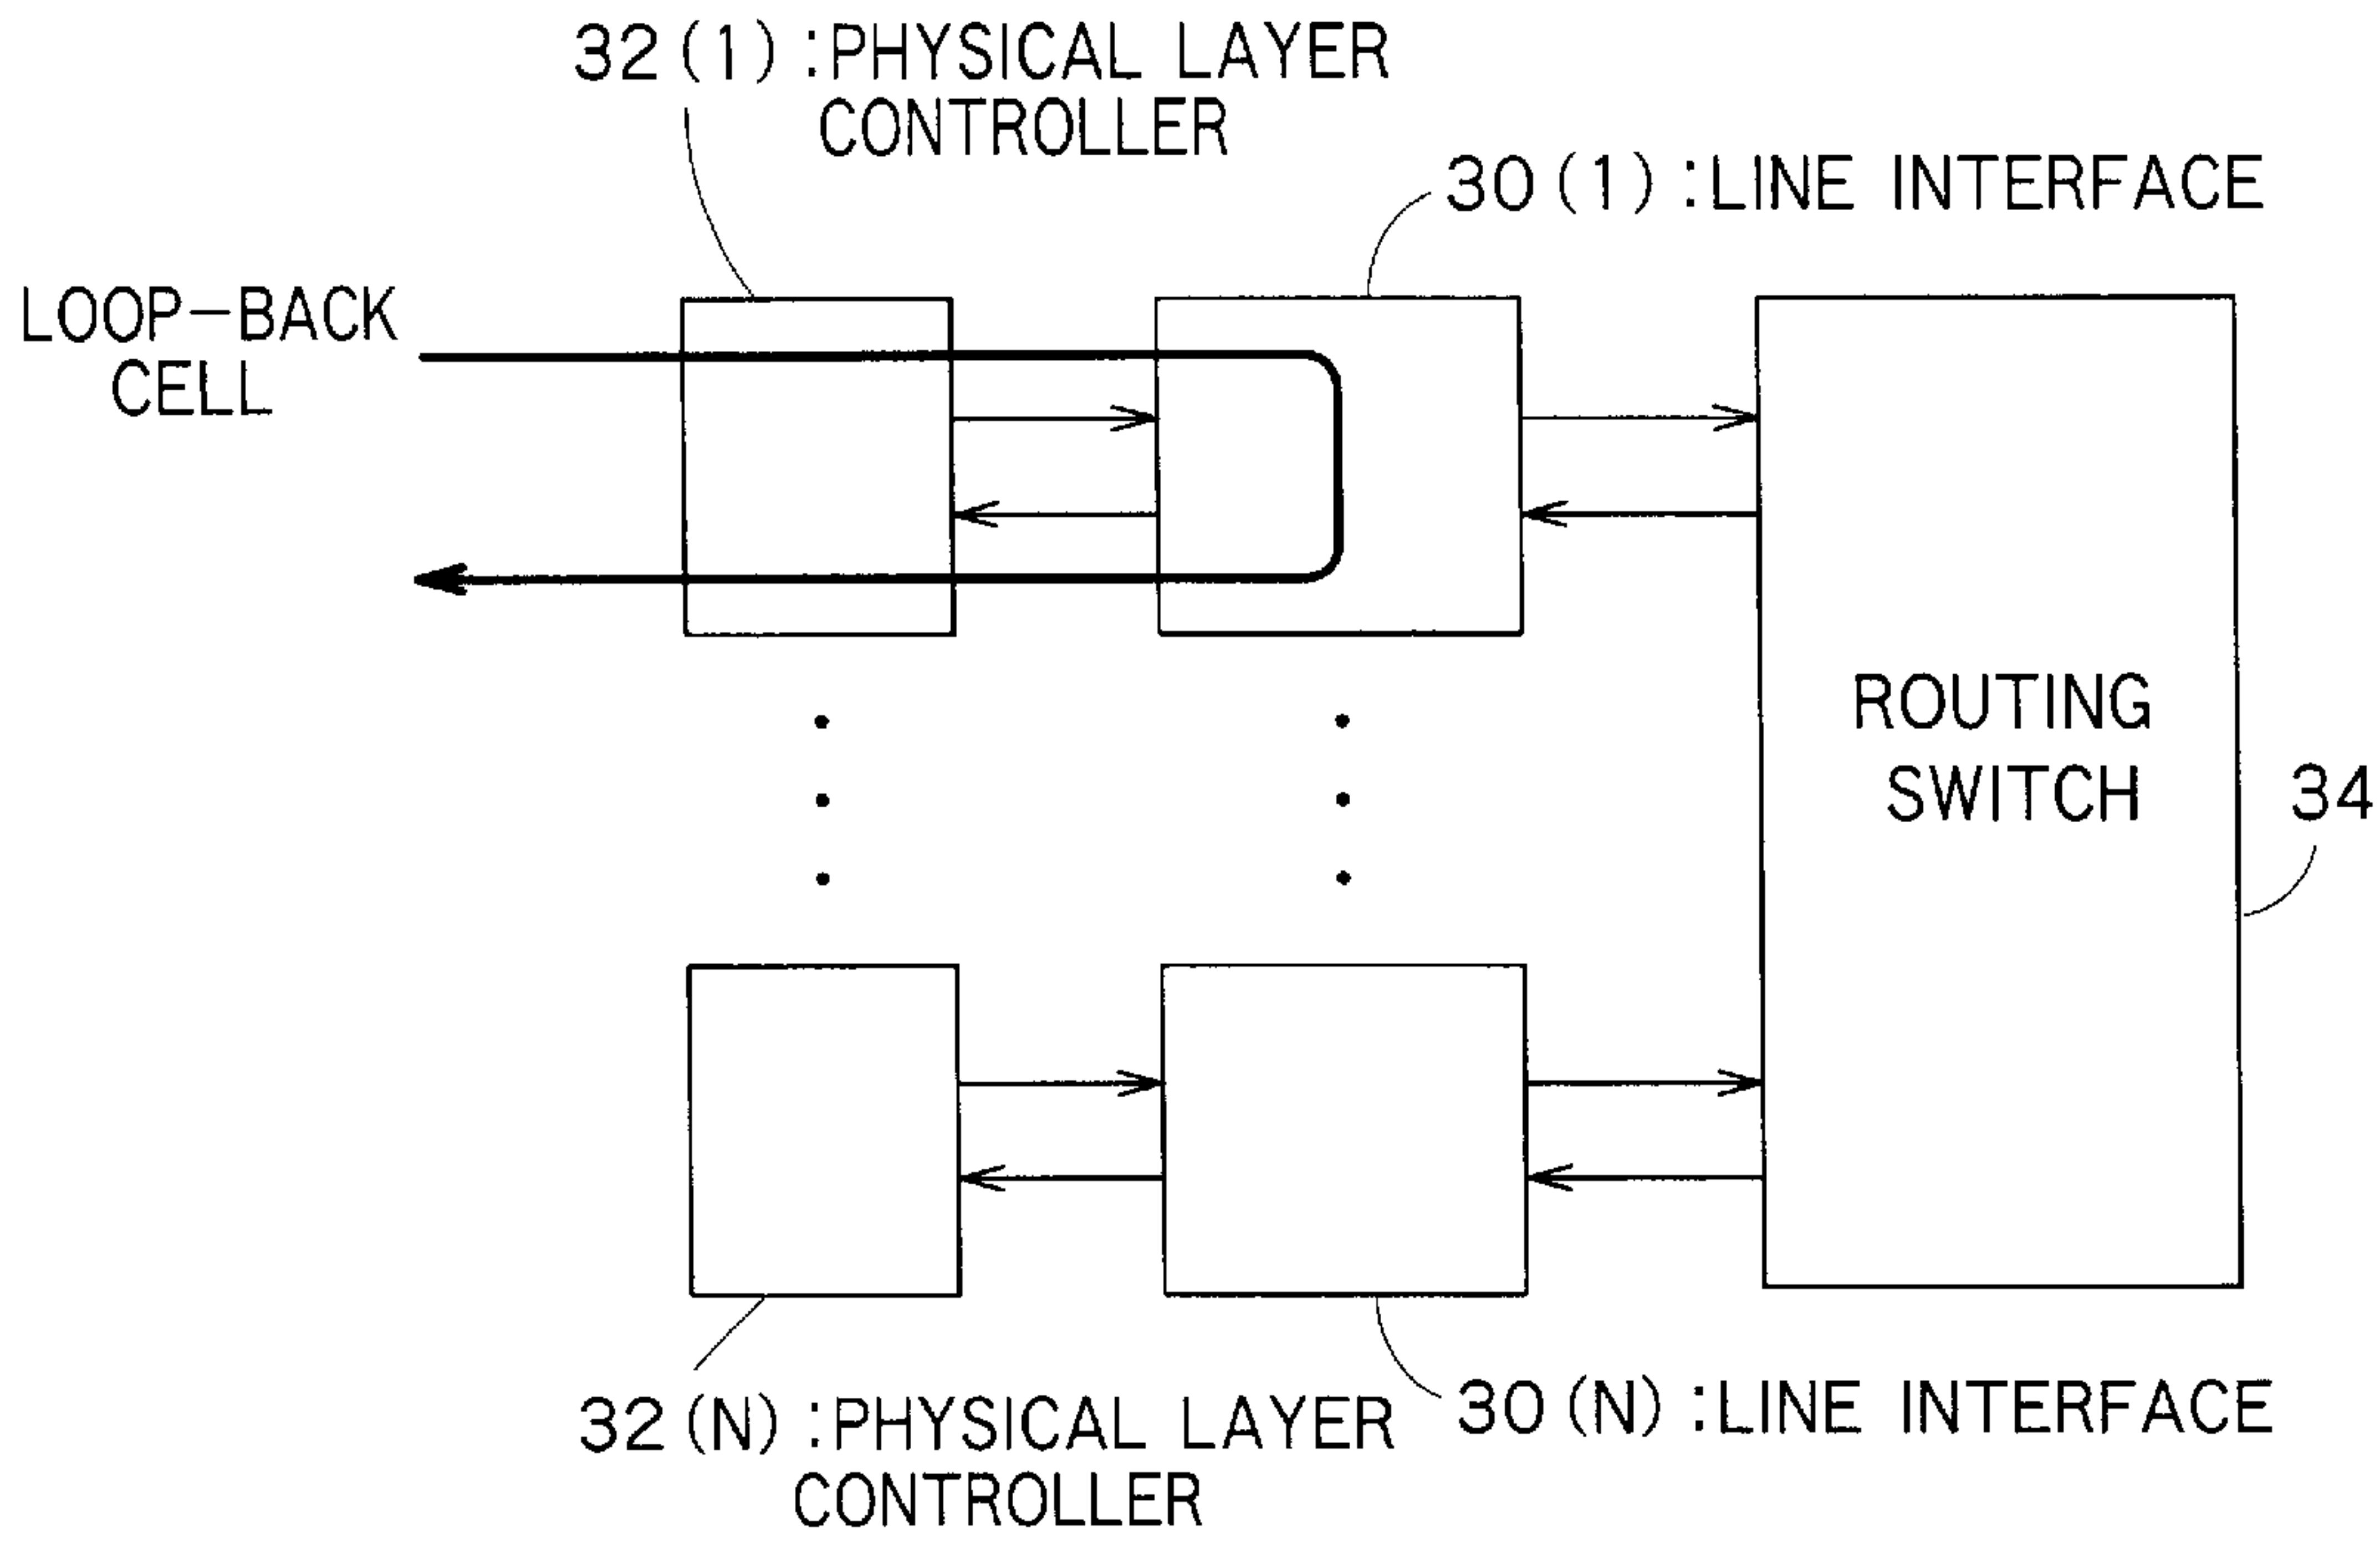 32(1):PHYSICAL LAYER
CONTROLLER
30(1):LINE INTERFACE
LOOP-BACK
CELL
ROUTING
SWITCH
34
32(N):PHYSICAL LAYER
CONTROLLER
30(N):LINE INTERFACE